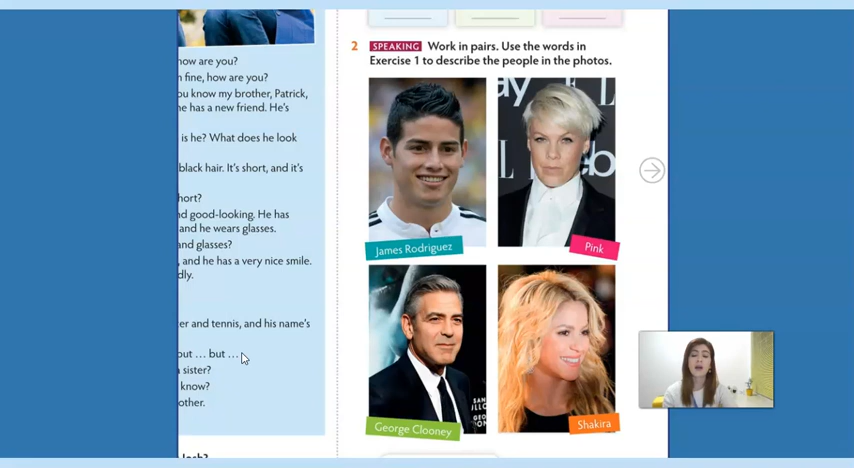 how are you?
fine, how are you?
ou know my brother, Patrick,
he has a new friend. He's
is he? What does he look
black hair. It's short, and it's
hort?
nd good-looking. He has
and he wears glasses.
and glasses?
, and he has a very nice smile.
dly.
er and tennis, and his name's
out … but …
sister?
know?
other.
Josh?
2 SPEAKING Work in pairs. Use the words in
Exercise 1 to describe the people in the photos.
James Rodriguez
Pink
George Clooney
Shakira